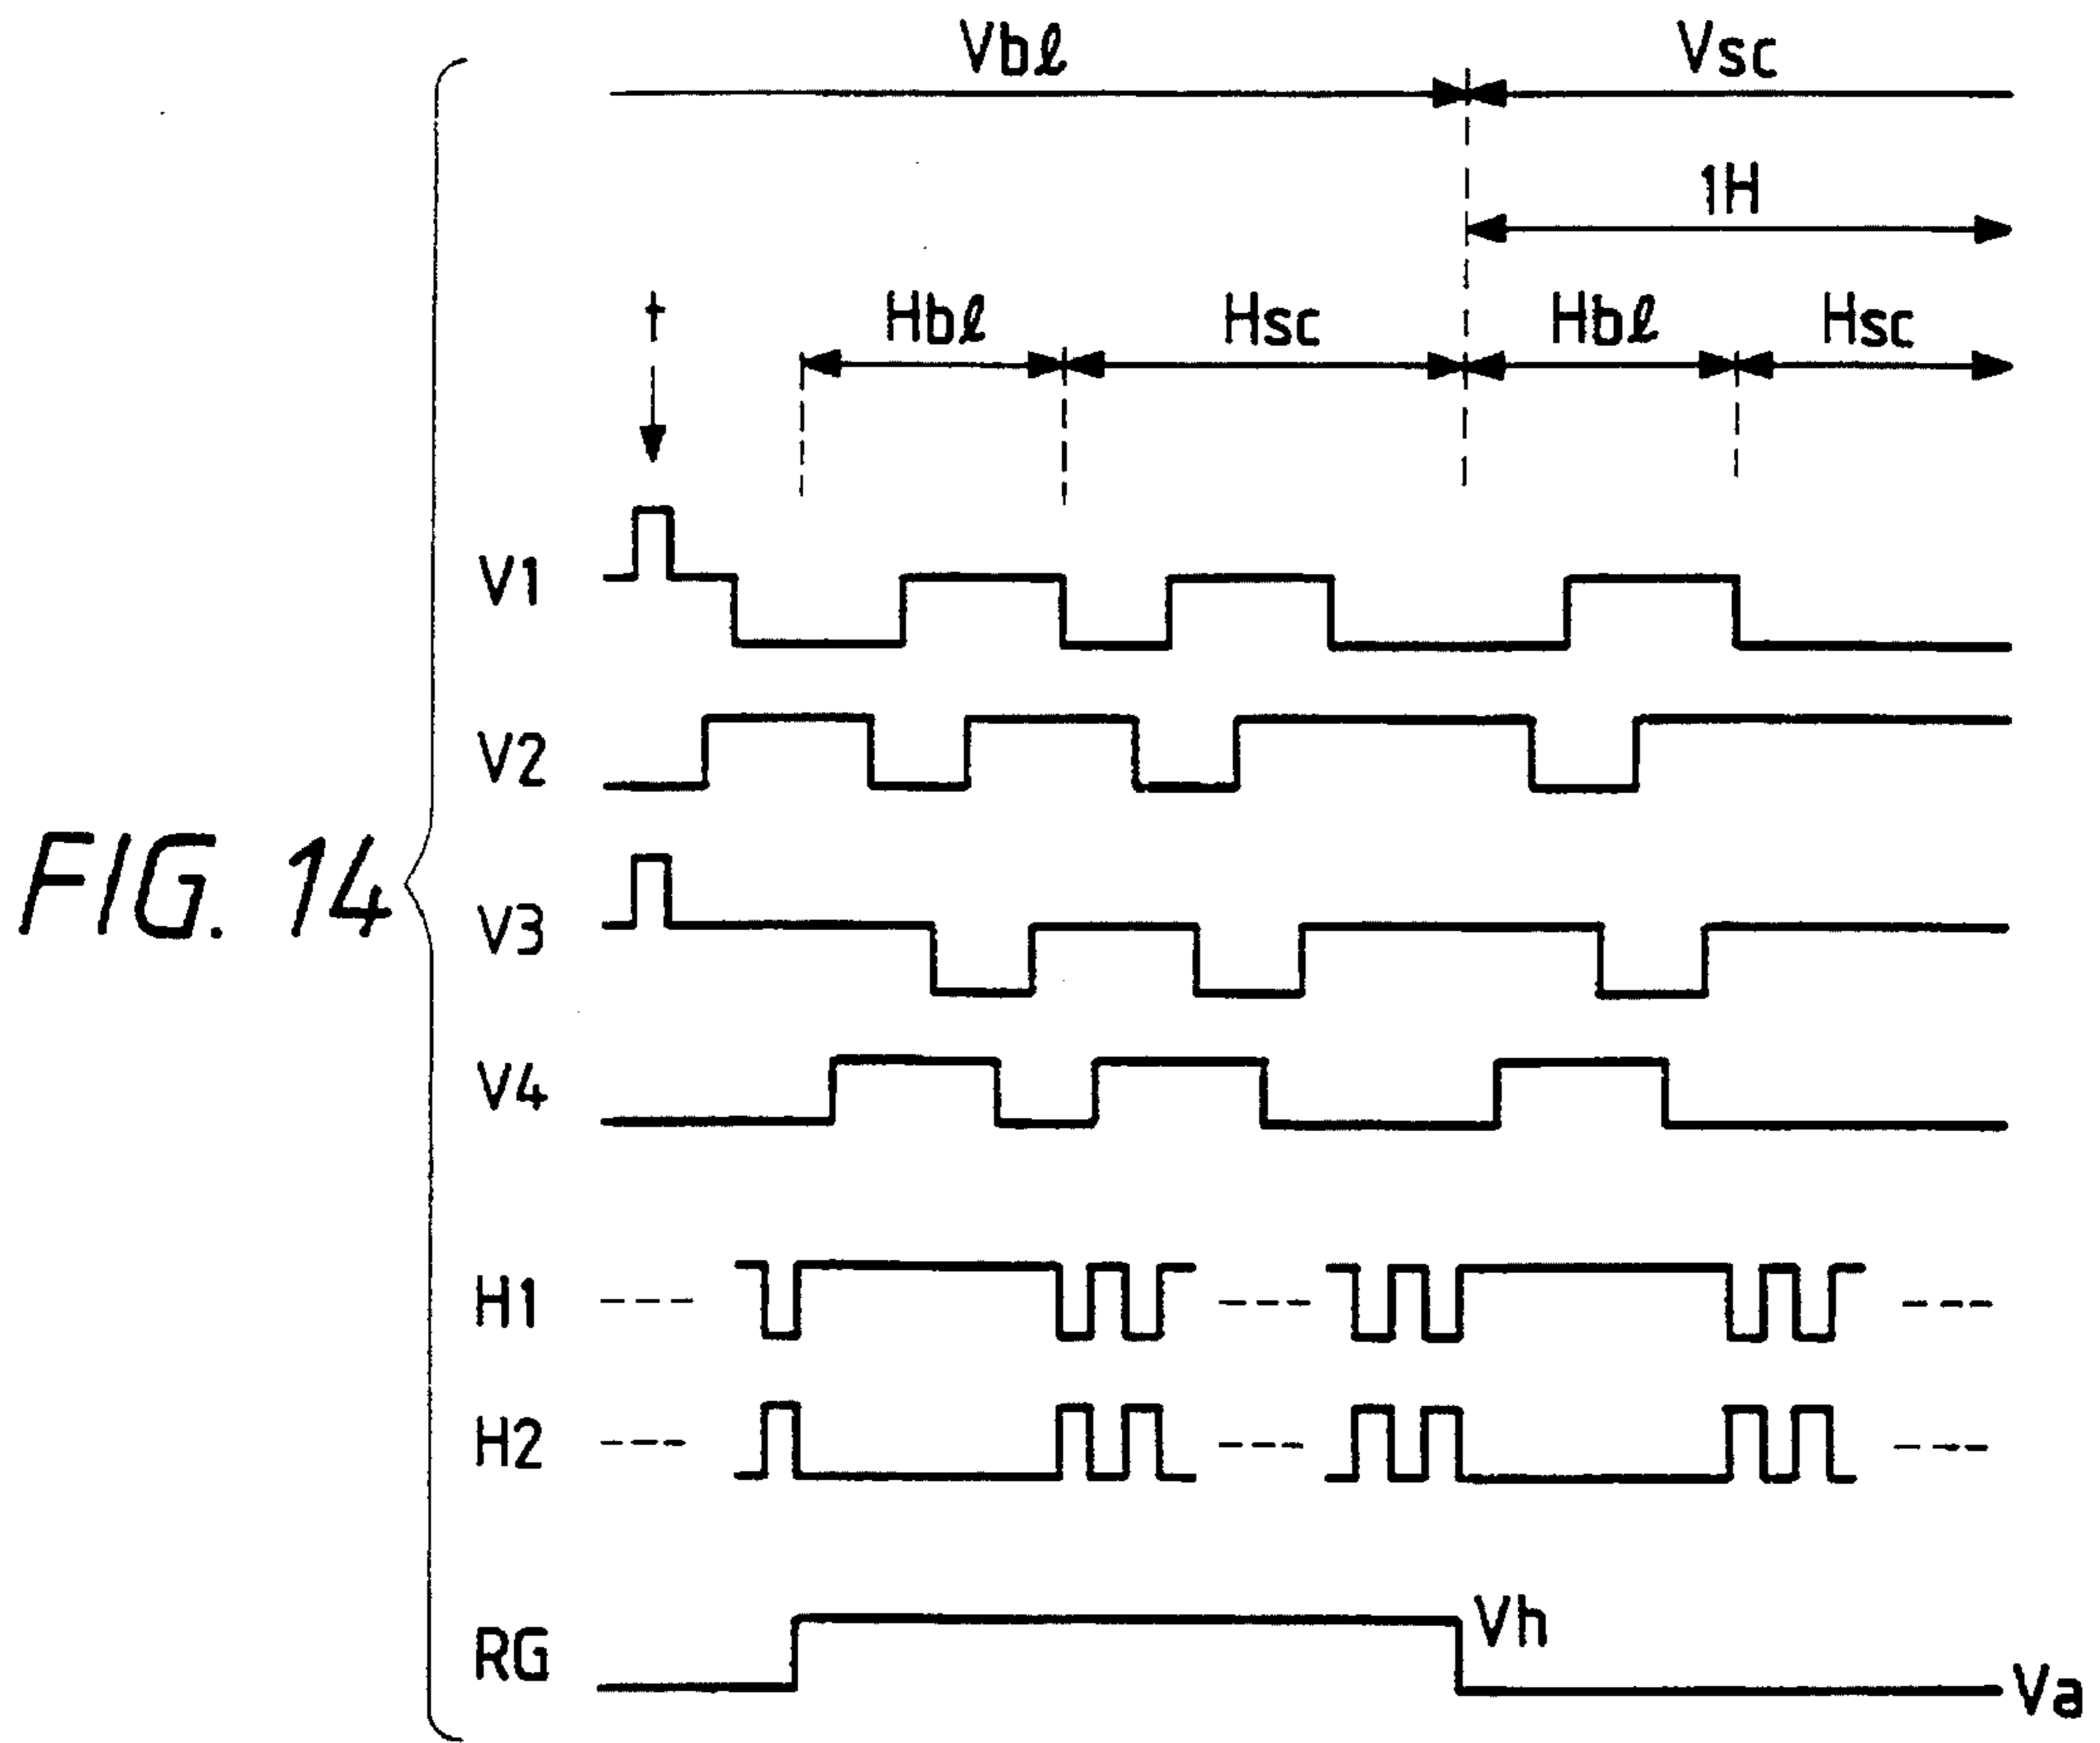 Vbℓ Vsc
1H
t Hbℓ Hsc Hbℓ Hsc
V1
V2
FIG. 14
V3
V4
H1
H2
RG Vh Va